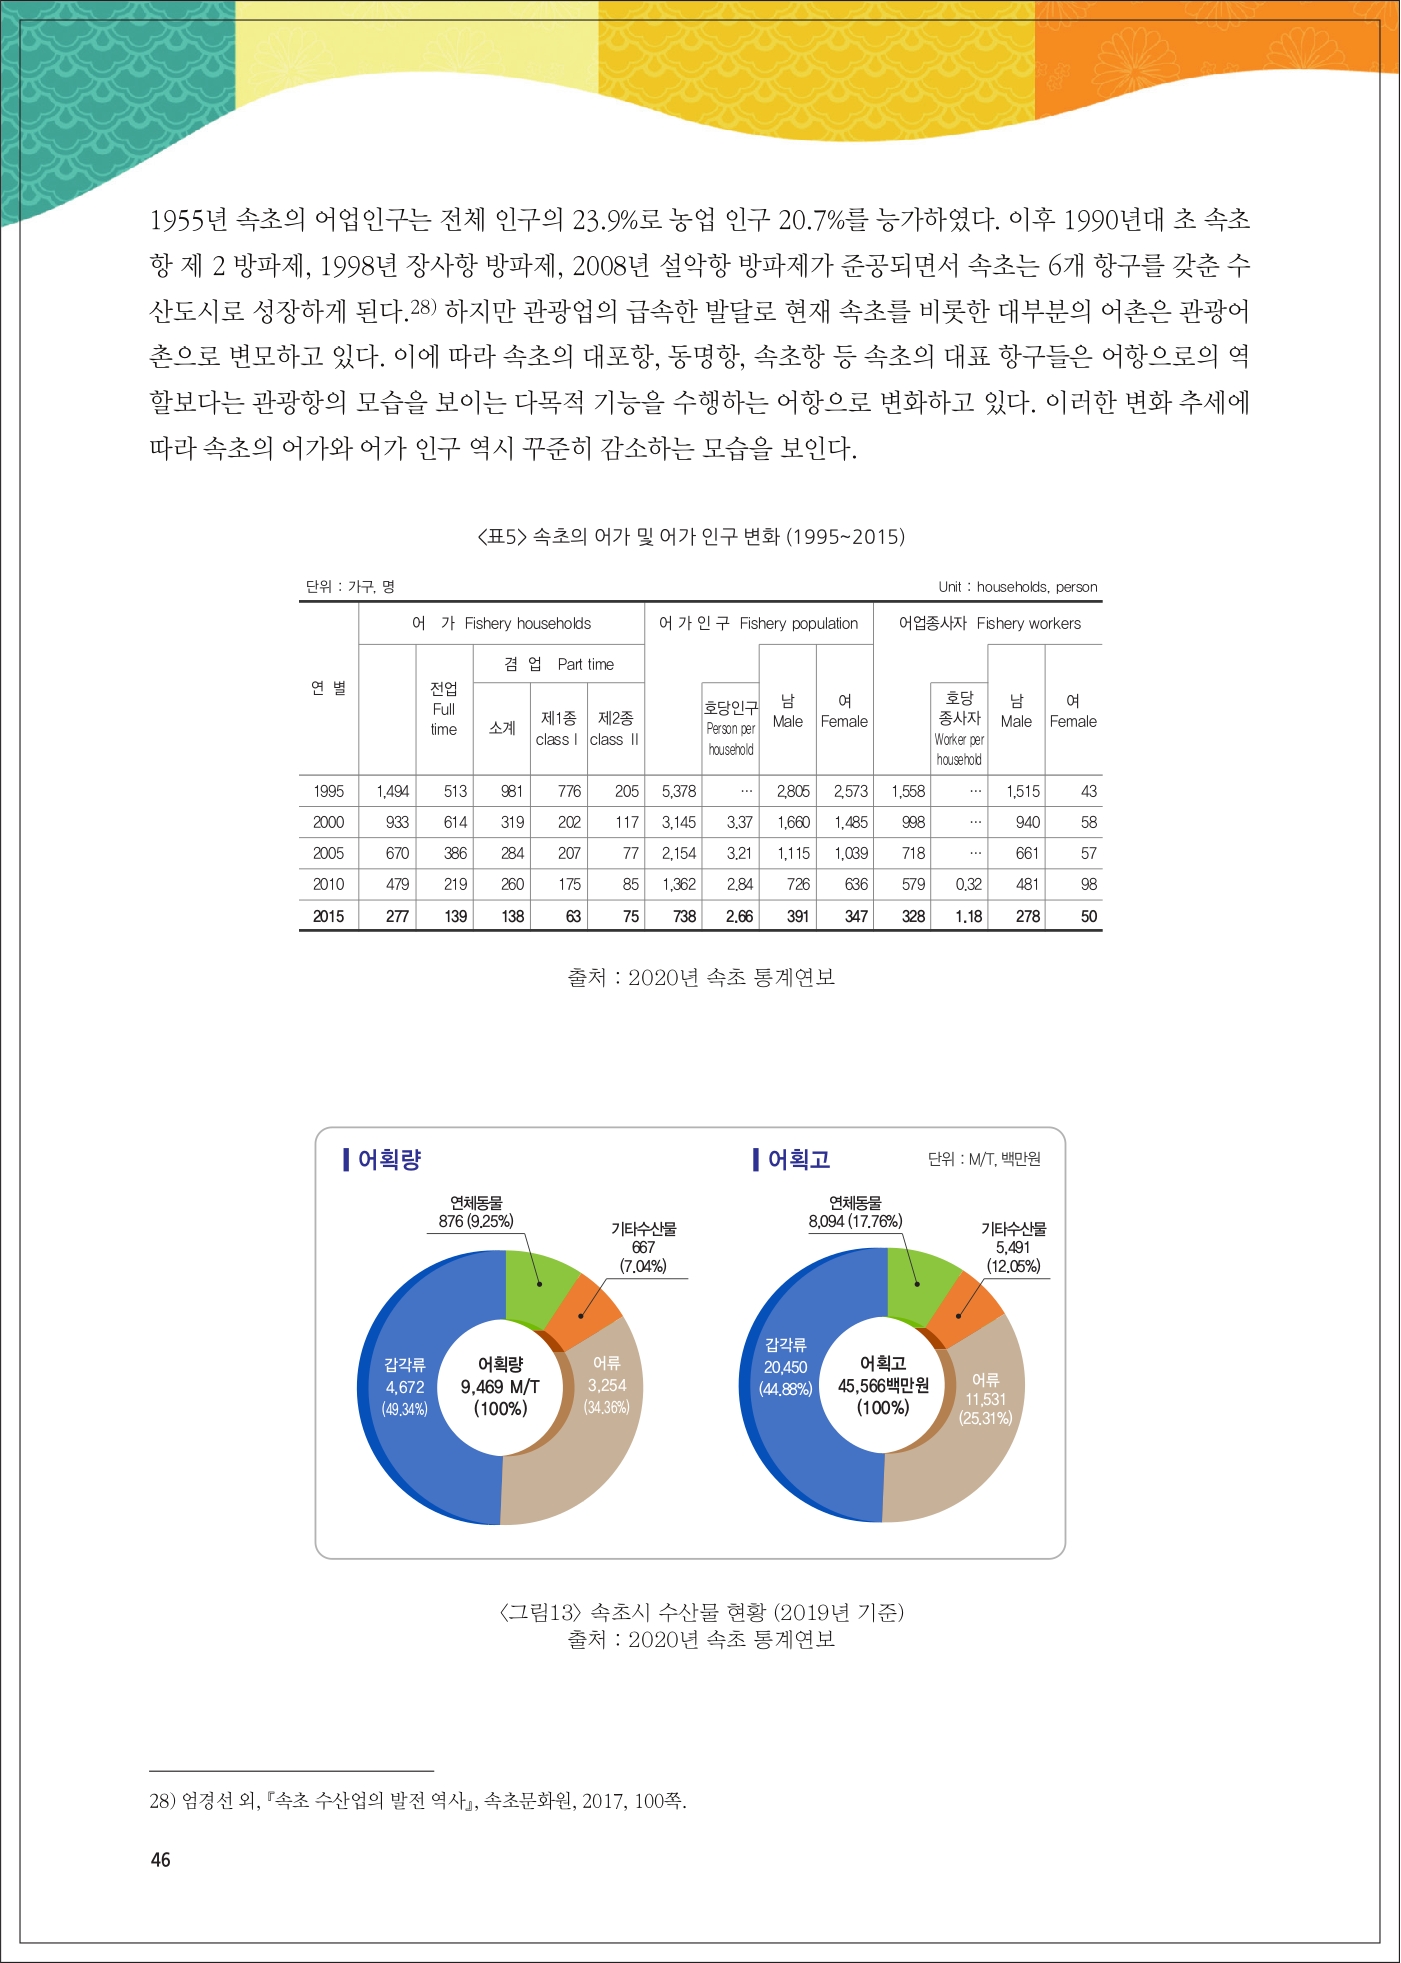 1955년 속초의 어업인구는 전체 인구의 23.9%로 농업 인구 20.7%를 능가하였다. 이후 1990년대 초 속초
항 제 2 방파제, 1998년 장사항 방파제, 2008년 설악항 방파제가 준공되면서 속초는 6개 항구를 갖춘 수
산도시로 성장하게 된다.28) 하지만 관광업의 급속한 발달로 현재 속초를 비롯한 대부분의 어촌은 관광어
촌으로 변모하고 있다. 이에 따라 속초의 대포항, 동명항, 속초항 등 속초의 대표 항구들은 어항으로의 역
할보다는 관광항의 모습을 보이는 다목적 기능을 수행하는 어항으로 변화하고 있다. 이러한 변화 추세에
따라 속초의 어가와 어가 인구 역시 꾸준히 감소하는 모습을 보인다.
<표5> 속초의 어가 및 어가 인구 변화 (1995~2015)
단위 : 가구, 명 Unit : households, person
연 별 어 가 Fishery households 어 가 인 구 Fishery population 어업종사자 Fishery workers
전업 Full time 겸 업 Part time
소계 제1종 class Ⅰ 제2종 class Ⅱ
호당인구 Person per household 남 Male 여 Female
호당 종사자 Worker per household 남 Male 여 Female
1995 1,494 513 981 776 205 5,378 … 2,805 2,573 1,558 … 1,515 43
2000 933 614 319 202 117 3,145 3.37 1,660 1,485 998 … 940 58
2005 670 386 284 207 77 2,154 3.21 1,115 1,039 718 … 661 57
2010 479 219 260 175 85 1,362 2.84 726 636 579 0.32 481 98
2015 277 139 138 63 75 738 2.66 391 347 328 1.18 278 50
출처 : 2020년 속초 통계연보
어획량
연체동물
876 (9.25%)
기타수산물
667
(7.04%)
갑각류
4,672
(49.34%)
어획량
9,469 M/T
(100%)
어류
3,254
(34.36%)
어획고
단위 : M/T, 백만원
연체동물
8,094 (17.76%)
기타수산물
5,491
(12.05%)
갑각류
20,450
(44.88%)
어획고
45,566백만원
(100%)
어류
11,531
(25.31%)
<그림13> 속초시 수산물 현황 (2019년 기준)
출처 : 2020년 속초 통계연보
28) 엄경선 외, 『속초 수산업의 발전 역사』, 속초문화원, 2017, 100쪽.
46